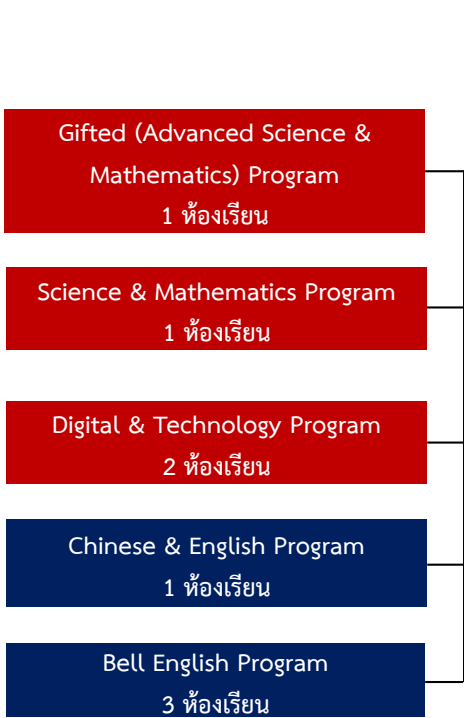 Gifted (Advanced Science &
Mathematics) Program
1 ห้องเรียน
Science & Mathematics Program
1 ห้องเรียน
Digital & Technology Program
2 ห้องเรียน
Chinese & English Program
1 ห้องเรียน
Bell English Program
3 ห้องเรียน